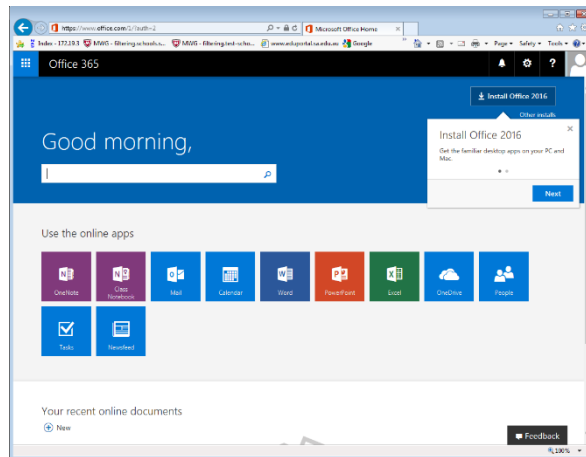 https://www.office.com/1/?auth=2
Microsoft Office Home
Index - 172.19.3
MWG - filtering.schools.s...
MWG - filtering.test-scho...
www.eduportal.sa.edu.au
Google
Page
Safety
Tools
Office 365
?
Install Office 2016
Other installs
Good morning,
Install Office 2016
Get the familiar desktop apps on your PC and
Mac.
Next
Use the online apps
OneNote
Class
Notebook
Mail
Calendar
Word
PowerPoint
Excel
OneDrive
People
Tasks
Newsfeed
Your recent online documents
New
Feedback
100%